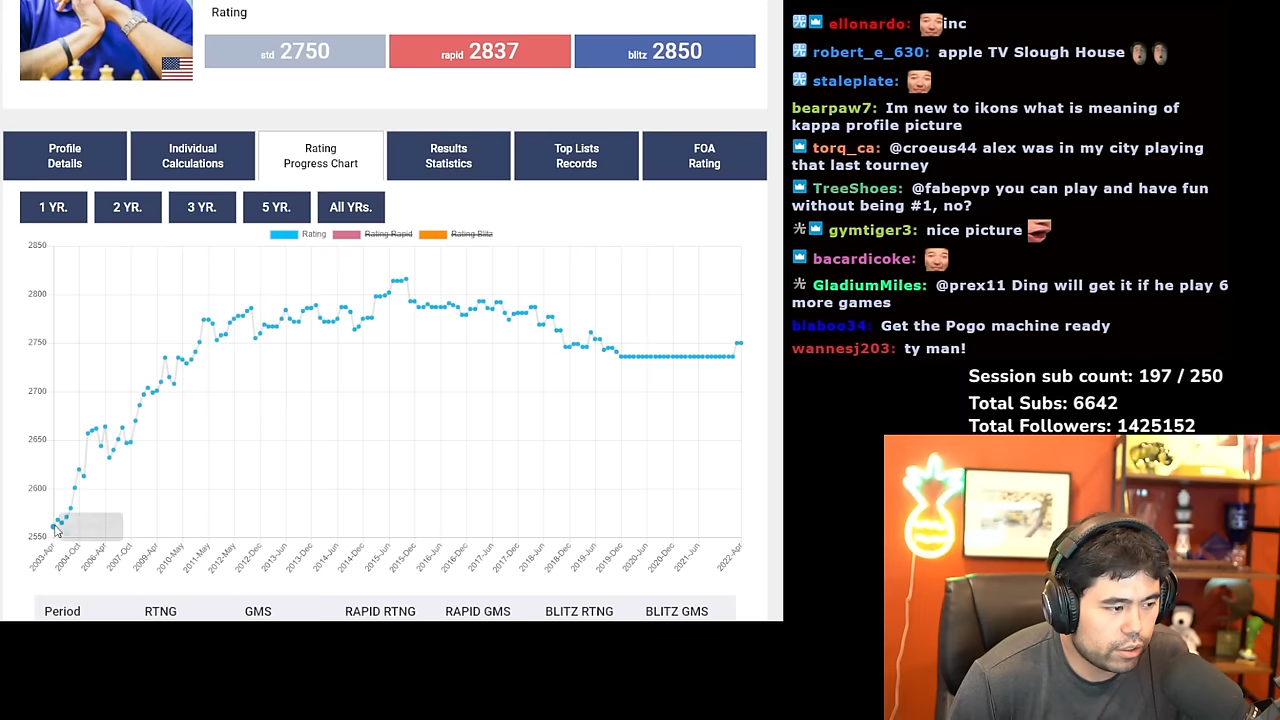 Rating
std 2750
rapid 2837
blitz 2850
Profile
Details
Individual
Calculations
Rating
Progress Chart
Results
Statistics
Top Lists
Records
FOA
Rating
1 YR.
2 YR.
3 YR.
5 YR.
All YRs.
Rating
Rating Rapid
Rating Blitz
2850
2800
2750
2700
2650
2600
2550
2003-Apr
2004-Oct
2006-Apr
2007-Oct
2009-Apr
2010-May
2011-May
2012-May
2012-Dec
2013-Jun
2013-Dec
2014-Jun
2014-Dec
2015-Jun
2015-Dec
2016-Jun
2016-Dec
2017-Jun
2017-Dec
2018-Jun
2018-Dec
2019-Jun
2019-Dec
2020-Jun
2020-Dec
2021-Jun
2022-Apr
Period RTNG GMS RAPID RTNG RAPID GMS BLITZ RTNG BLITZ GMS
ellonardo: inc
robert_e_630: apple TV Slough House
staleplate:
bearpaw7: Im new to ikons what is meaning of
kappa profile picture
torq_ca: @croeus44 alex was in my city playing
that last tourney
TreeShoes: @fabepvp you can play and have fun
without being #1, no?
光 gymtiger3: nice picture
bacardicoke:
光 GladiumMiles: @prex11 Ding will get it if he play 6
more games
blaboo34: Get the Pogo machine ready
wannesj203: ty man!
Session sub count: 197 / 250
Total Subs: 6642
Total Followers: 1425152